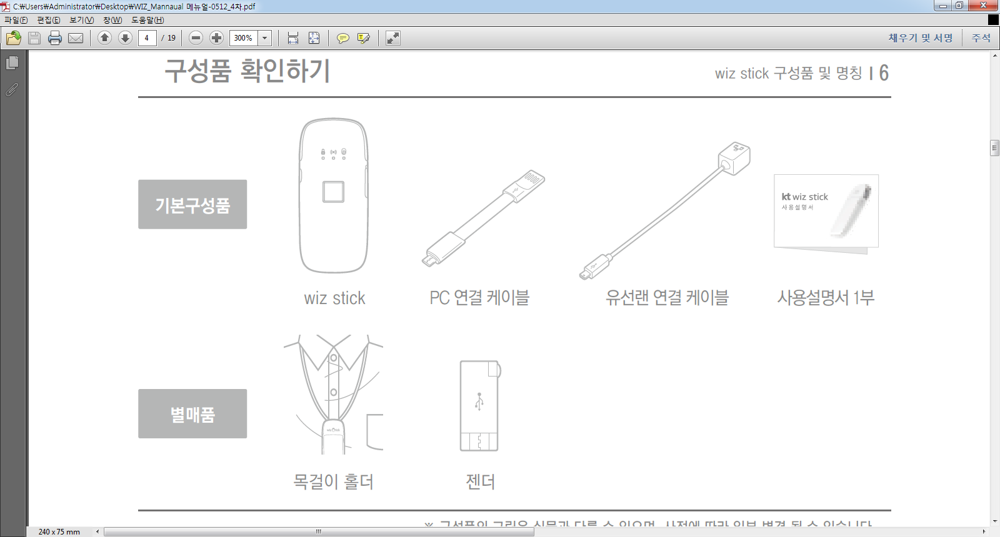 C:₩Users₩Administrator₩Desktop₩WIZ_Mannaual 메뉴얼-0512_4차.pdf
파일(F) 편집(E) 보기(V) 창(W) 도움말(H)
4 / 19 300% 채우기 및 서명 주석
구성품 확인하기
wiz stick 구성품 및 명칭 I 6
기본구성품
kt wiz stick
사용설명서
wiz stick
PC 연결 케이블
유선랜 연결 케이블
사용설명서 1부
별매품
wiz stick
목걸이 홀더
젠더
※ 구성품의 그림은 실물과 다를 수 있으며, 사정에 따라 일부 변경 될 수 있습니다
240 x 75 mm